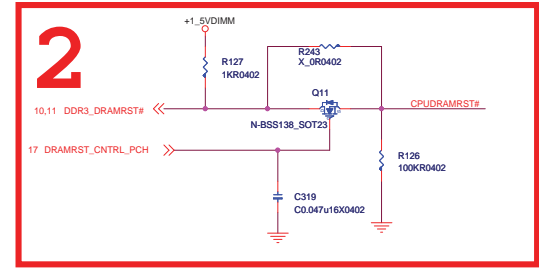 2
+1_5VDIMM
R127
1KR0402
R243
X_0R0402
Q11
10,11 DDR3_DRAMRST#
CPUDRAMRST#
N-BSS138_SOT23
17 DRAMRST_CNTRL_PCH
R126
100KR0402
C319
C0.047u16X0402